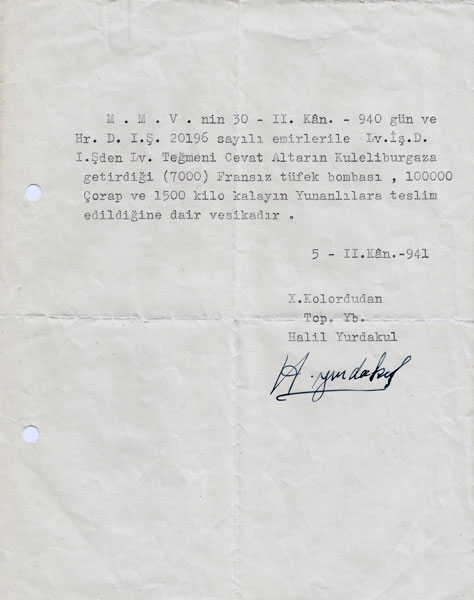 M . M . V . nin 30 - II. Kân. - 940 gün ve
Hr. D. I.Ş. 20196 sayılı emirlerile Lv.İş.D.
I.Şden Lv. Teğmeni Cevat Altarın Kuleliburgaza
getirdiği (7000) Fransız tüfek bombası , 100000
Çorap ve 1500 kilo kalayın Yunanlılara teslim
edildiğine dair vesikadır .
5 - II.Kân.-941
X.Kolordudan
Top. Yb.
Halil Yurdakul
H. yurdakul